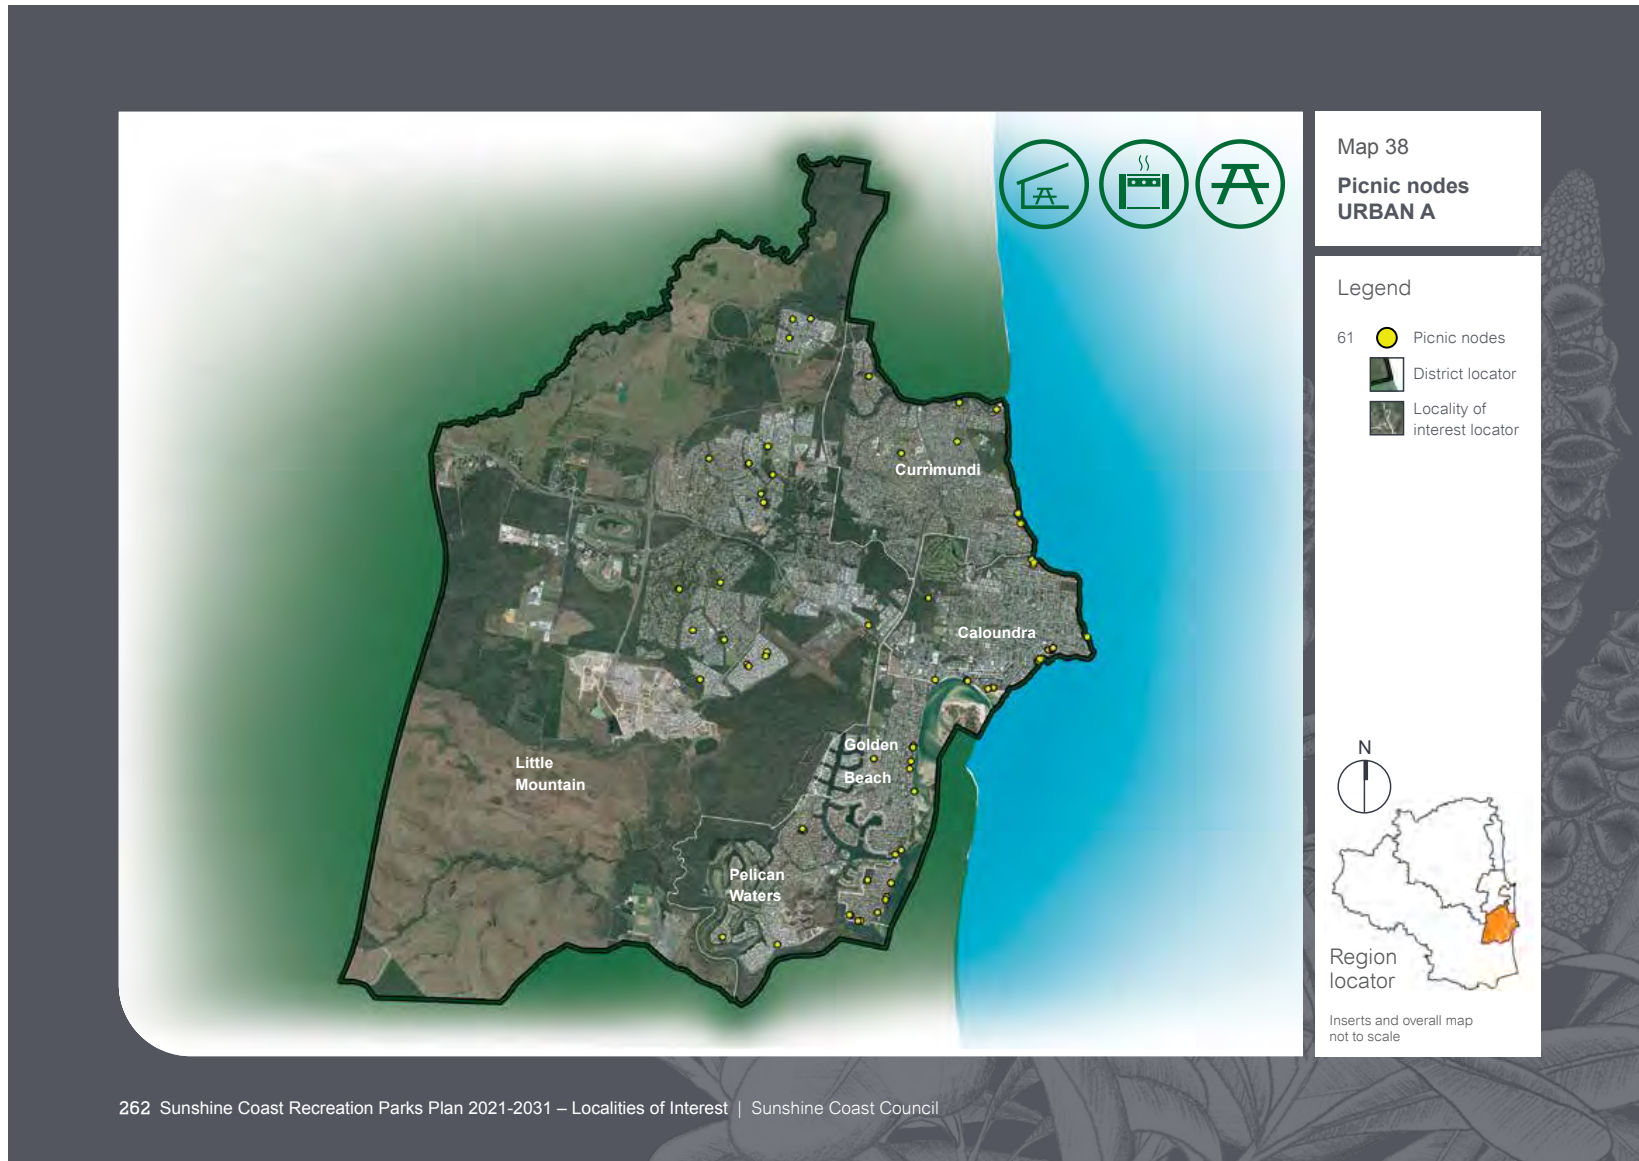 Map 38
Picnic nodes
URBAN A
Legend
61 Picnic nodes
District locator
Locality of
interest locator
Currimundi
Caloundra
Golden
Beach
Little
Mountain
Pelican
Waters
N
Region
locator
Inserts and overall map
not to scale
262 Sunshine Coast Recreation Parks Plan 2021-2031 – Localities of Interest | Sunshine Coast Council